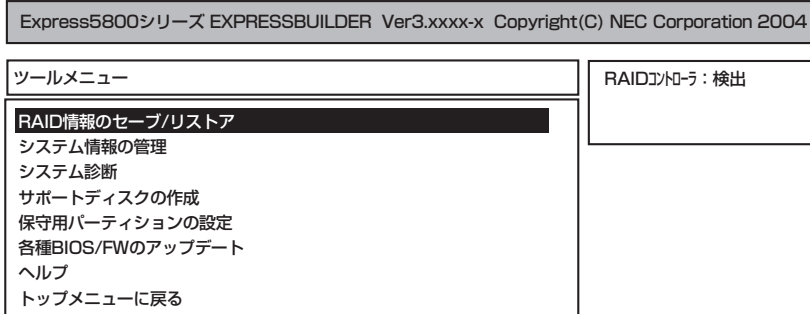 Express5800シリーズ EXPRESSBUILDER Ver3.xxxx-x Copyright(C) NEC Corporation 2004
ツールメニュー
RAIDｺﾝﾄﾛｰﾗ：検出
RAID情報のセーブ/リストア
システム情報の管理
システム診断
サポートディスクの作成
保守用パーティションの設定
各種BIOS/FWのアップデート
ヘルプ
トップメニューに戻る